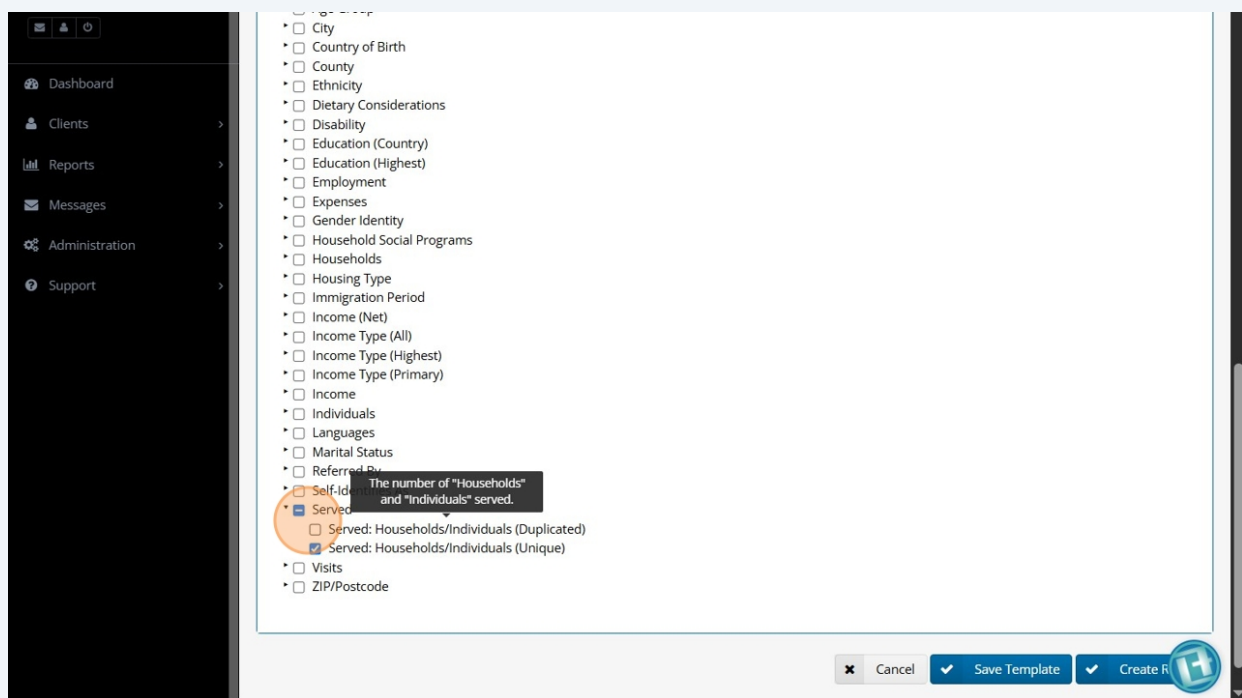 Dashboard
Clients
Reports
Messages
Administration
Support
City
Country of Birth
County
Ethnicity
Dietary Considerations
Disability
Education (Country)
Education (Highest)
Employment
Expenses
Gender Identity
Household Social Programs
Households
Housing Type
Immigration Period
Income (Net)
Income Type (All)
Income Type (Highest)
Income Type (Primary)
Income
Individuals
Languages
Marital Status
Referred By
The number of "Households"
and "Individuals" served.
Served
Served: Households/Individuals (Duplicated)
Served: Households/Individuals (Unique)
Visits
ZIP/Postcode
Cancel Save Template Create